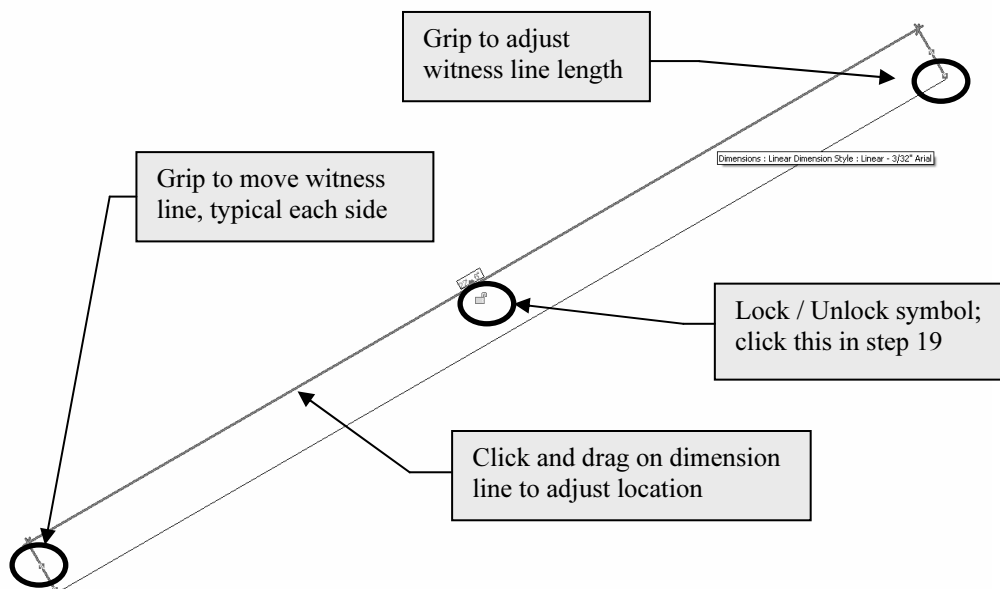 Grip to adjust
witness line length
Dimensions : Linear Dimension Style : Linear - 3/32" Arial
Grip to move witness
line, typical each side
Lock / Unlock symbol;
click this in step 19
Click and drag on dimension
line to adjust location